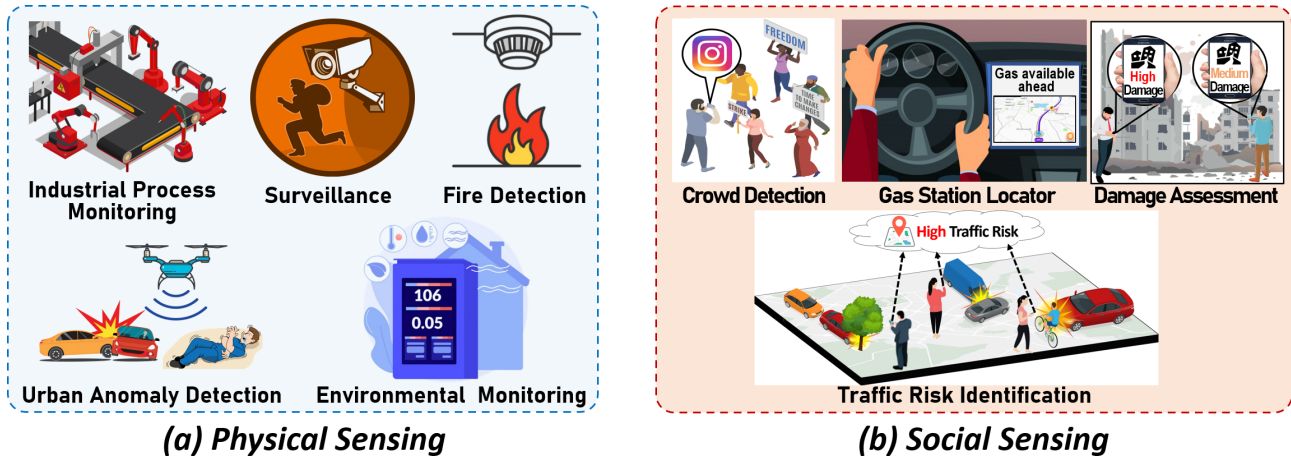 Industrial Process
Monitoring
Surveillance
Fire Detection
106
0.05
Urban Anomaly Detection
Environmental Monitoring
(a) Physical Sensing
FREEDOM
STRIKE
TIME TO MAKE
CHANGES
Crowd Detection
Gas available
ahead
Gas Station Locator
High
Damage
Medium
Damage
Damage Assessment
High Traffic Risk
Traffic Risk Identification
(b) Social Sensing